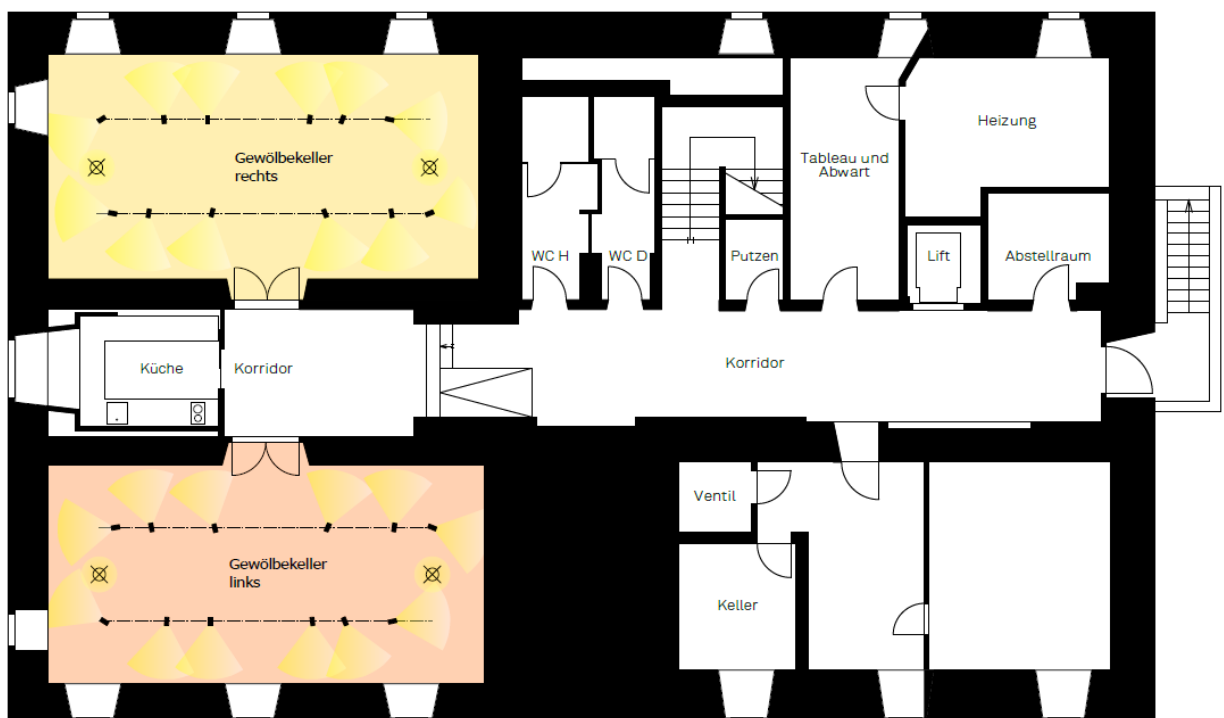 Gewölbekeller
rechts
WC H
WC D
Putzen
Tableau und
Abwart
Heizung
Lift
Abstellraum
Küche
Korridor
Korridor
Gewölbekeller
links
Ventil
Keller